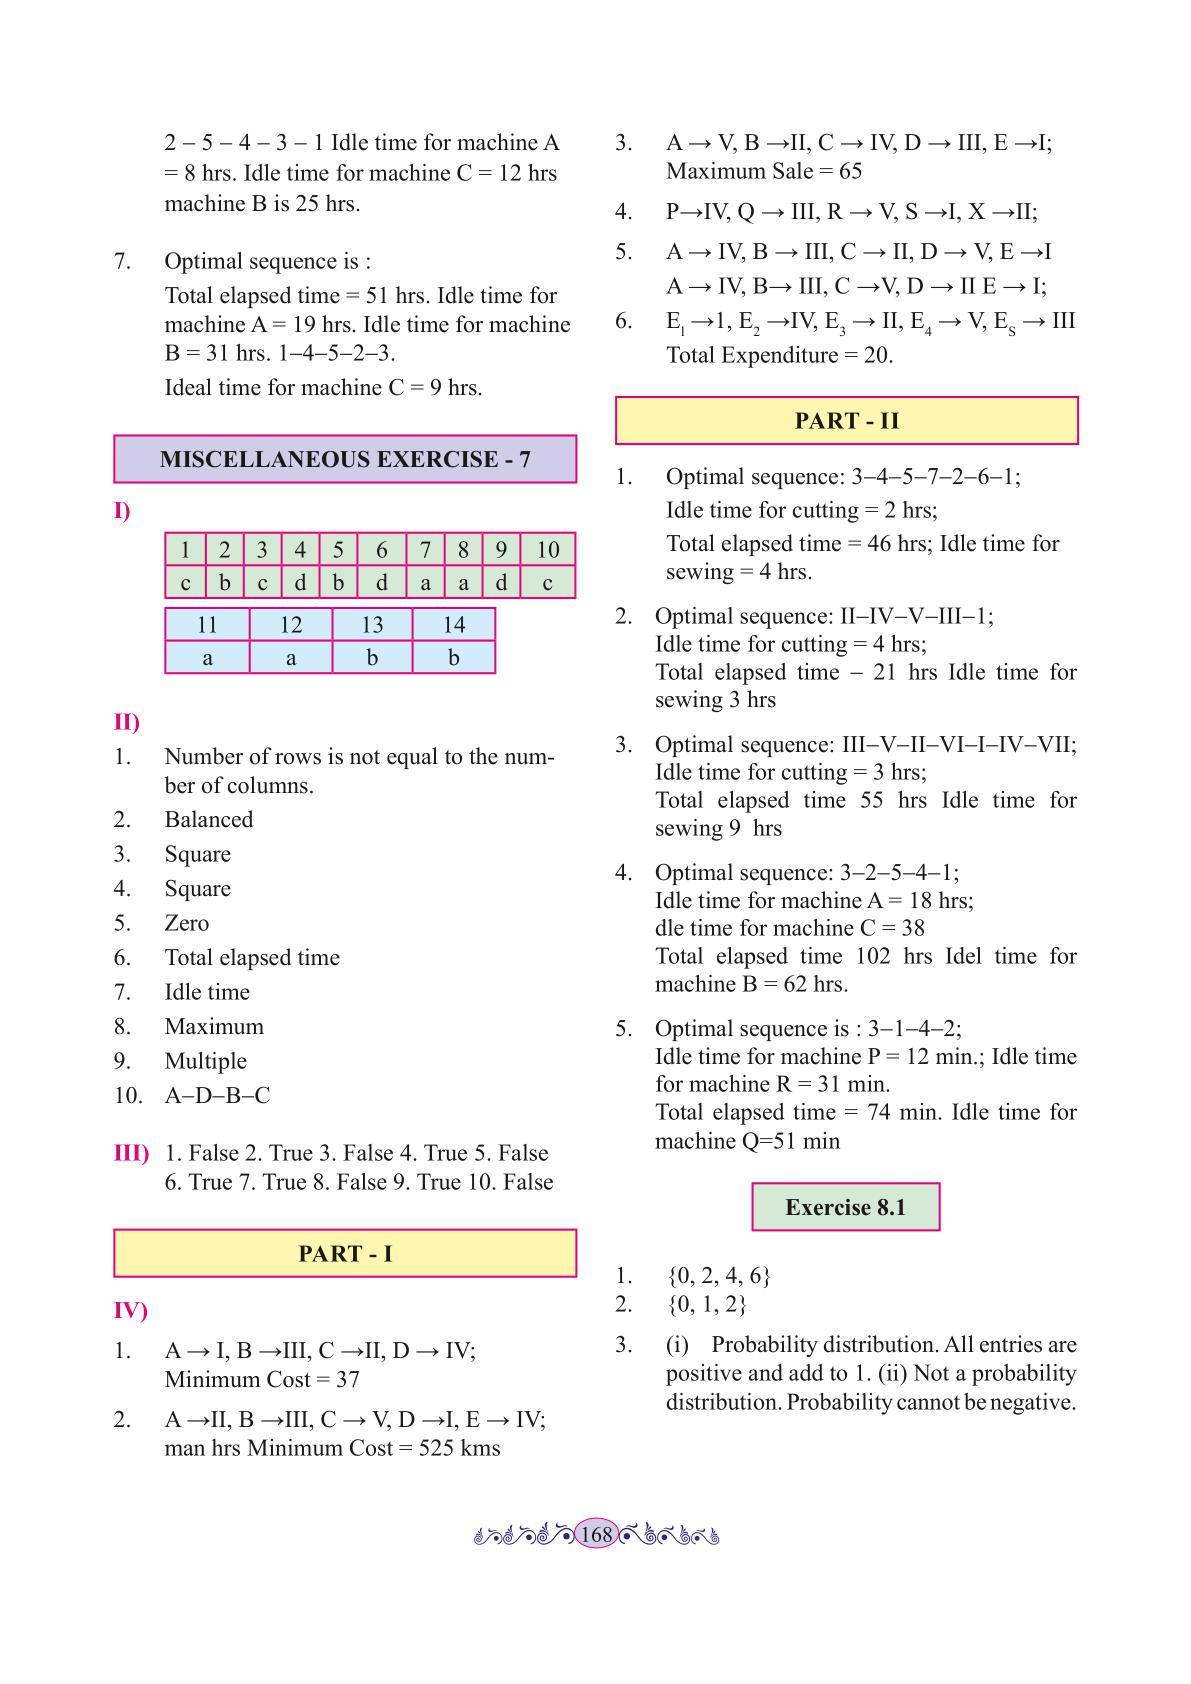 2 – 5 – 4 – 3 – 1 Idle time for machine A
= 8 hrs. Idle time for machine C = 12 hrs
machine B is 25 hrs.
7. Optimal sequence is :
Total elapsed time = 51 hrs. Idle time for
machine A = 19 hrs. Idle time for machine
B = 31 hrs. 1–4–5–2–3.
Ideal time for machine C = 9 hrs.
MISCELLANEOUS EXERCISE - 7
I)
1 2 3 4 5 6 7 8 9 10
c b c d b d a a d c
11 12 13 14
a a b b
II)
1. Number of rows is not equal to the num-
ber of columns.
2. Balanced
3. Square
4. Square
5. Zero
6. Total elapsed time
7. Idle time
8. Maximum
9. Multiple
10. A–D–B–C
III) 1. False 2. True 3. False 4. True 5. False
6. True 7. True 8. False 9. True 10. False
PART - I
IV)
1. A → I, B →III, C →II, D → IV;
Minimum Cost = 37
2. A →II, B →III, C → V, D →I, E → IV;
man hrs Minimum Cost = 525 kms
3. A → V, B →II, C → IV, D → III, E →I;
Maximum Sale = 65
4. P→IV, Q → III, R → V, S →I, X →II;
5. A → IV, B → III, C → II, D → V, E →I
A → IV, B→ III, C →V, D → II E → I;
6. E₁ →1, E₂ →IV, E₃ → II, E₄ → V, E_S → III
Total Expenditure = 20.
PART - II
1. Optimal sequence: 3–4–5–7–2–6–1;
Idle time for cutting = 2 hrs;
Total elapsed time = 46 hrs; Idle time for
sewing = 4 hrs.
2. Optimal sequence: II–IV–V–III–1;
Idle time for cutting = 4 hrs;
Total elapsed time – 21 hrs Idle time for
sewing 3 hrs
3. Optimal sequence: III–V–II–VI–I–IV–VII;
Idle time for cutting = 3 hrs;
Total elapsed time 55 hrs Idle time for
sewing 9 hrs
4. Optimal sequence: 3–2–5–4–1;
Idle time for machine A = 18 hrs;
dle time for machine C = 38
Total elapsed time 102 hrs Idel time for
machine B = 62 hrs.
5. Optimal sequence is : 3–1–4–2;
Idle time for machine P = 12 min.; Idle time
for machine R = 31 min.
Total elapsed time = 74 min. Idle time for
machine Q=51 min
Exercise 8.1
1. {0, 2, 4, 6}
2. {0, 1, 2}
3. (i) Probability distribution. All entries are
positive and add to 1. (ii) Not a probability
distribution. Probability cannot be negative.
168